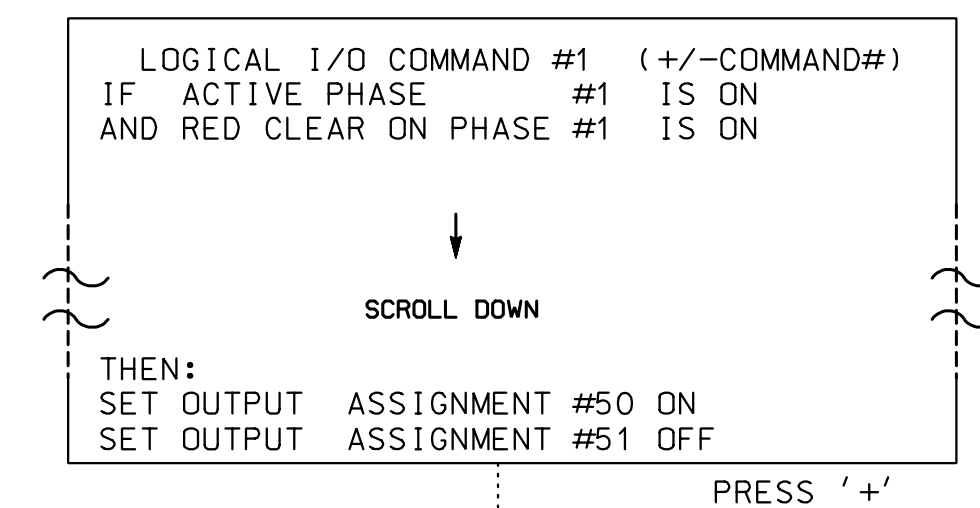 LOGICAL I/O COMMAND #1 (+/-COMMAND#)
IF ACTIVE PHASE #1 IS ON
AND RED CLEAR ON PHASE #1 IS ON
SCROLL DOWN
THEN:
SET OUTPUT ASSIGNMENT #50 ON
SET OUTPUT ASSIGNMENT #51 OFF
PRESS '+'